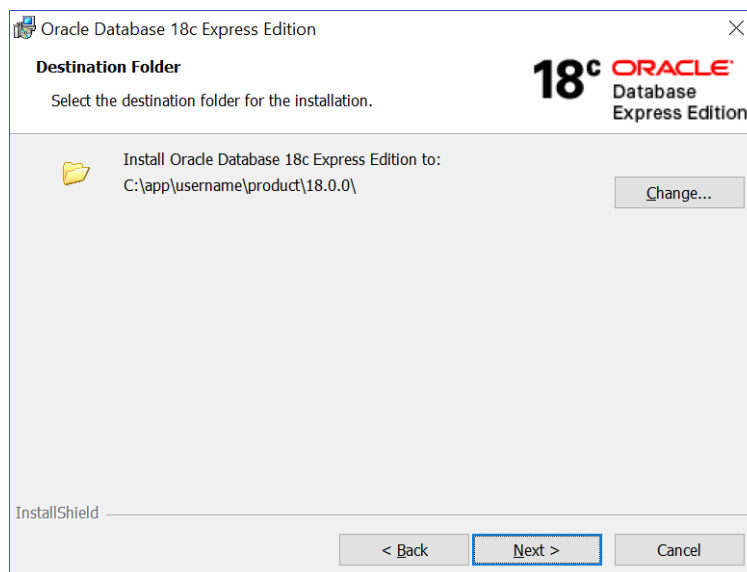 Oracle Database 18c Express Edition
Destination Folder
Select the destination folder for the installation.
18c ORACLE
Database
Express Edition
Install Oracle Database 18c Express Edition to:
C:\app\username\product\18.0.0\
Change...
InstallShield
< Back
Next >
Cancel